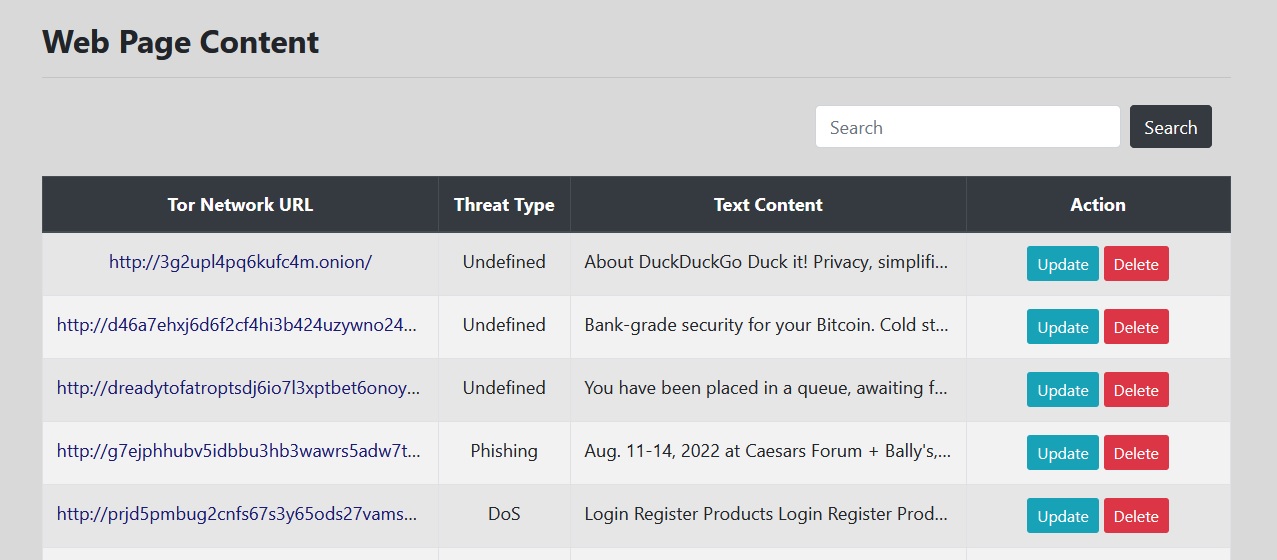 Web Page Content
Search Search
Tor Network URL Threat Type Text Content Action
http://3g2upl4pq6kufc4m.onion/ Undefined About DuckDuckGo Duck it! Privacy, simplifi... Update Delete
http://d46a7ehxj6d6f2cf4hi3b424uzywno24... Undefined Bank-grade security for your Bitcoin. Cold st... Update Delete
http://dreadytofatroptsdj6io7l3xptbet6onoy... Undefined You have been placed in a queue, awaiting f... Update Delete
http://g7ejphhubv5idbbu3hb3wawrs5adw7t... Phishing Aug. 11-14, 2022 at Caesars Forum + Bally's,... Update Delete
http://prjd5pmbug2cnfs67s3y65ods27vams... DoS Login Register Products Login Register Prod... Update Delete